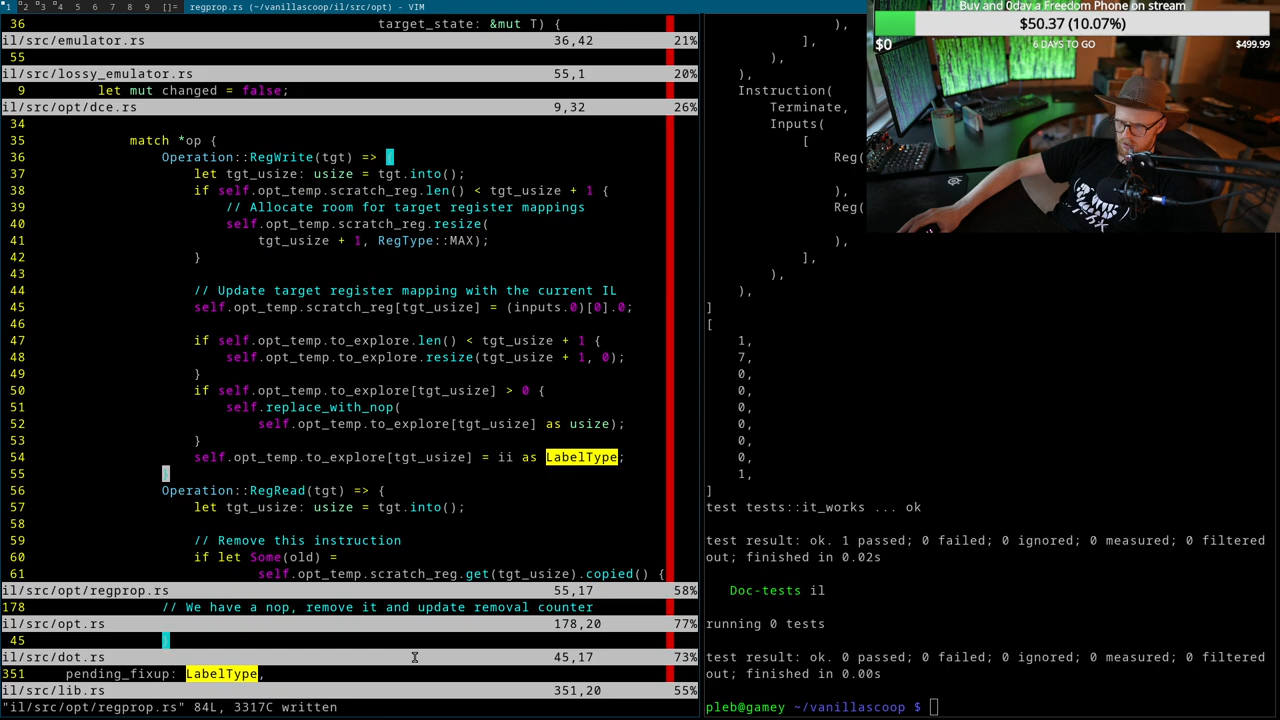 1 2 3 4 5 6 7 8 9 []= regprop.rs (~/vanillascoop/il/src/opt) - VIM
36 target_state: &mut T) {
il/src/emulator.rs 36,42 21%
55
il/src/lossy_emulator.rs 55,1 20%
9 let mut changed = false;
il/src/opt/dce.rs 9,32 26%
34
35 match *op {
36 Operation::RegWrite(tgt) => {
37 let tgt_usize: usize = tgt.into();
38 if self.opt_temp.scratch_reg.len() < tgt_usize + 1 {
39 // Allocate room for target register mappings
40 self.opt_temp.scratch_reg.resize(
41 tgt_usize + 1, RegType::MAX);
42 }
43
44 // Update target register mapping with the current IL
45 self.opt_temp.scratch_reg[tgt_usize] = (inputs.0)[0].0;
46
47 if self.opt_temp.to_explore.len() < tgt_usize + 1 {
48 self.opt_temp.to_explore.resize(tgt_usize + 1, 0);
49 }
50 if self.opt_temp.to_explore[tgt_usize] > 0 {
51 self.replace_with_nop(
52 self.opt_temp.to_explore[tgt_usize] as usize);
53 }
54 self.opt_temp.to_explore[tgt_usize] = ii as LabelType;
55 }
56 Operation::RegRead(tgt) => {
57 let tgt_usize: usize = tgt.into();
58
59 // Remove this instruction
60 if let Some(old) =
61 self.opt_temp.scratch_reg.get(tgt_usize).copied() {
il/src/opt/regprop.rs 55,17 58%
178 // We have a nop, remove it and update removal counter
il/src/opt.rs 178,20 77%
45 }
il/src/dot.rs 45,17 73%
351 pending_fixup: LabelType,
il/src/lib.rs 351,20 55%
"il/src/opt/regprop.rs" 84L, 3317C written
),
],
),
],
),
Instruction(
Terminate,
Inputs(
[
Reg(
),
Reg(
),
],
),
),
]
[
1,
7,
0,
0,
0,
0,
0,
0,
1,
]
test tests::it_works ... ok
test result: ok. 1 passed; 0 failed; 0 ignored; 0 measured; 0 filtered
out; finished in 0.02s
Doc-tests il
running 0 tests
test result: ok. 0 passed; 0 failed; 0 ignored; 0 measured; 0 filtered
out; finished in 0.00s
pleb@gamey ~/vanillascoop $
Buy and 0day a Freedom Phone on stream
$50.37 (10.07%)
$0 6 DAYS TO GO $499.99